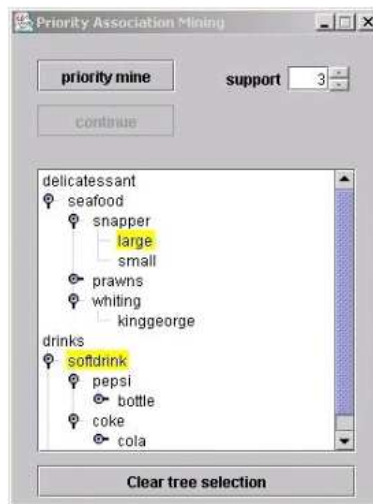 Priority Association Mining
priority mine support 3
continue
delicatessant
seafood
snapper
large
small
prawns
whiting
kinggeorge
drinks
softdrink
pepsi
bottle
coke
cola
Clear tree selection